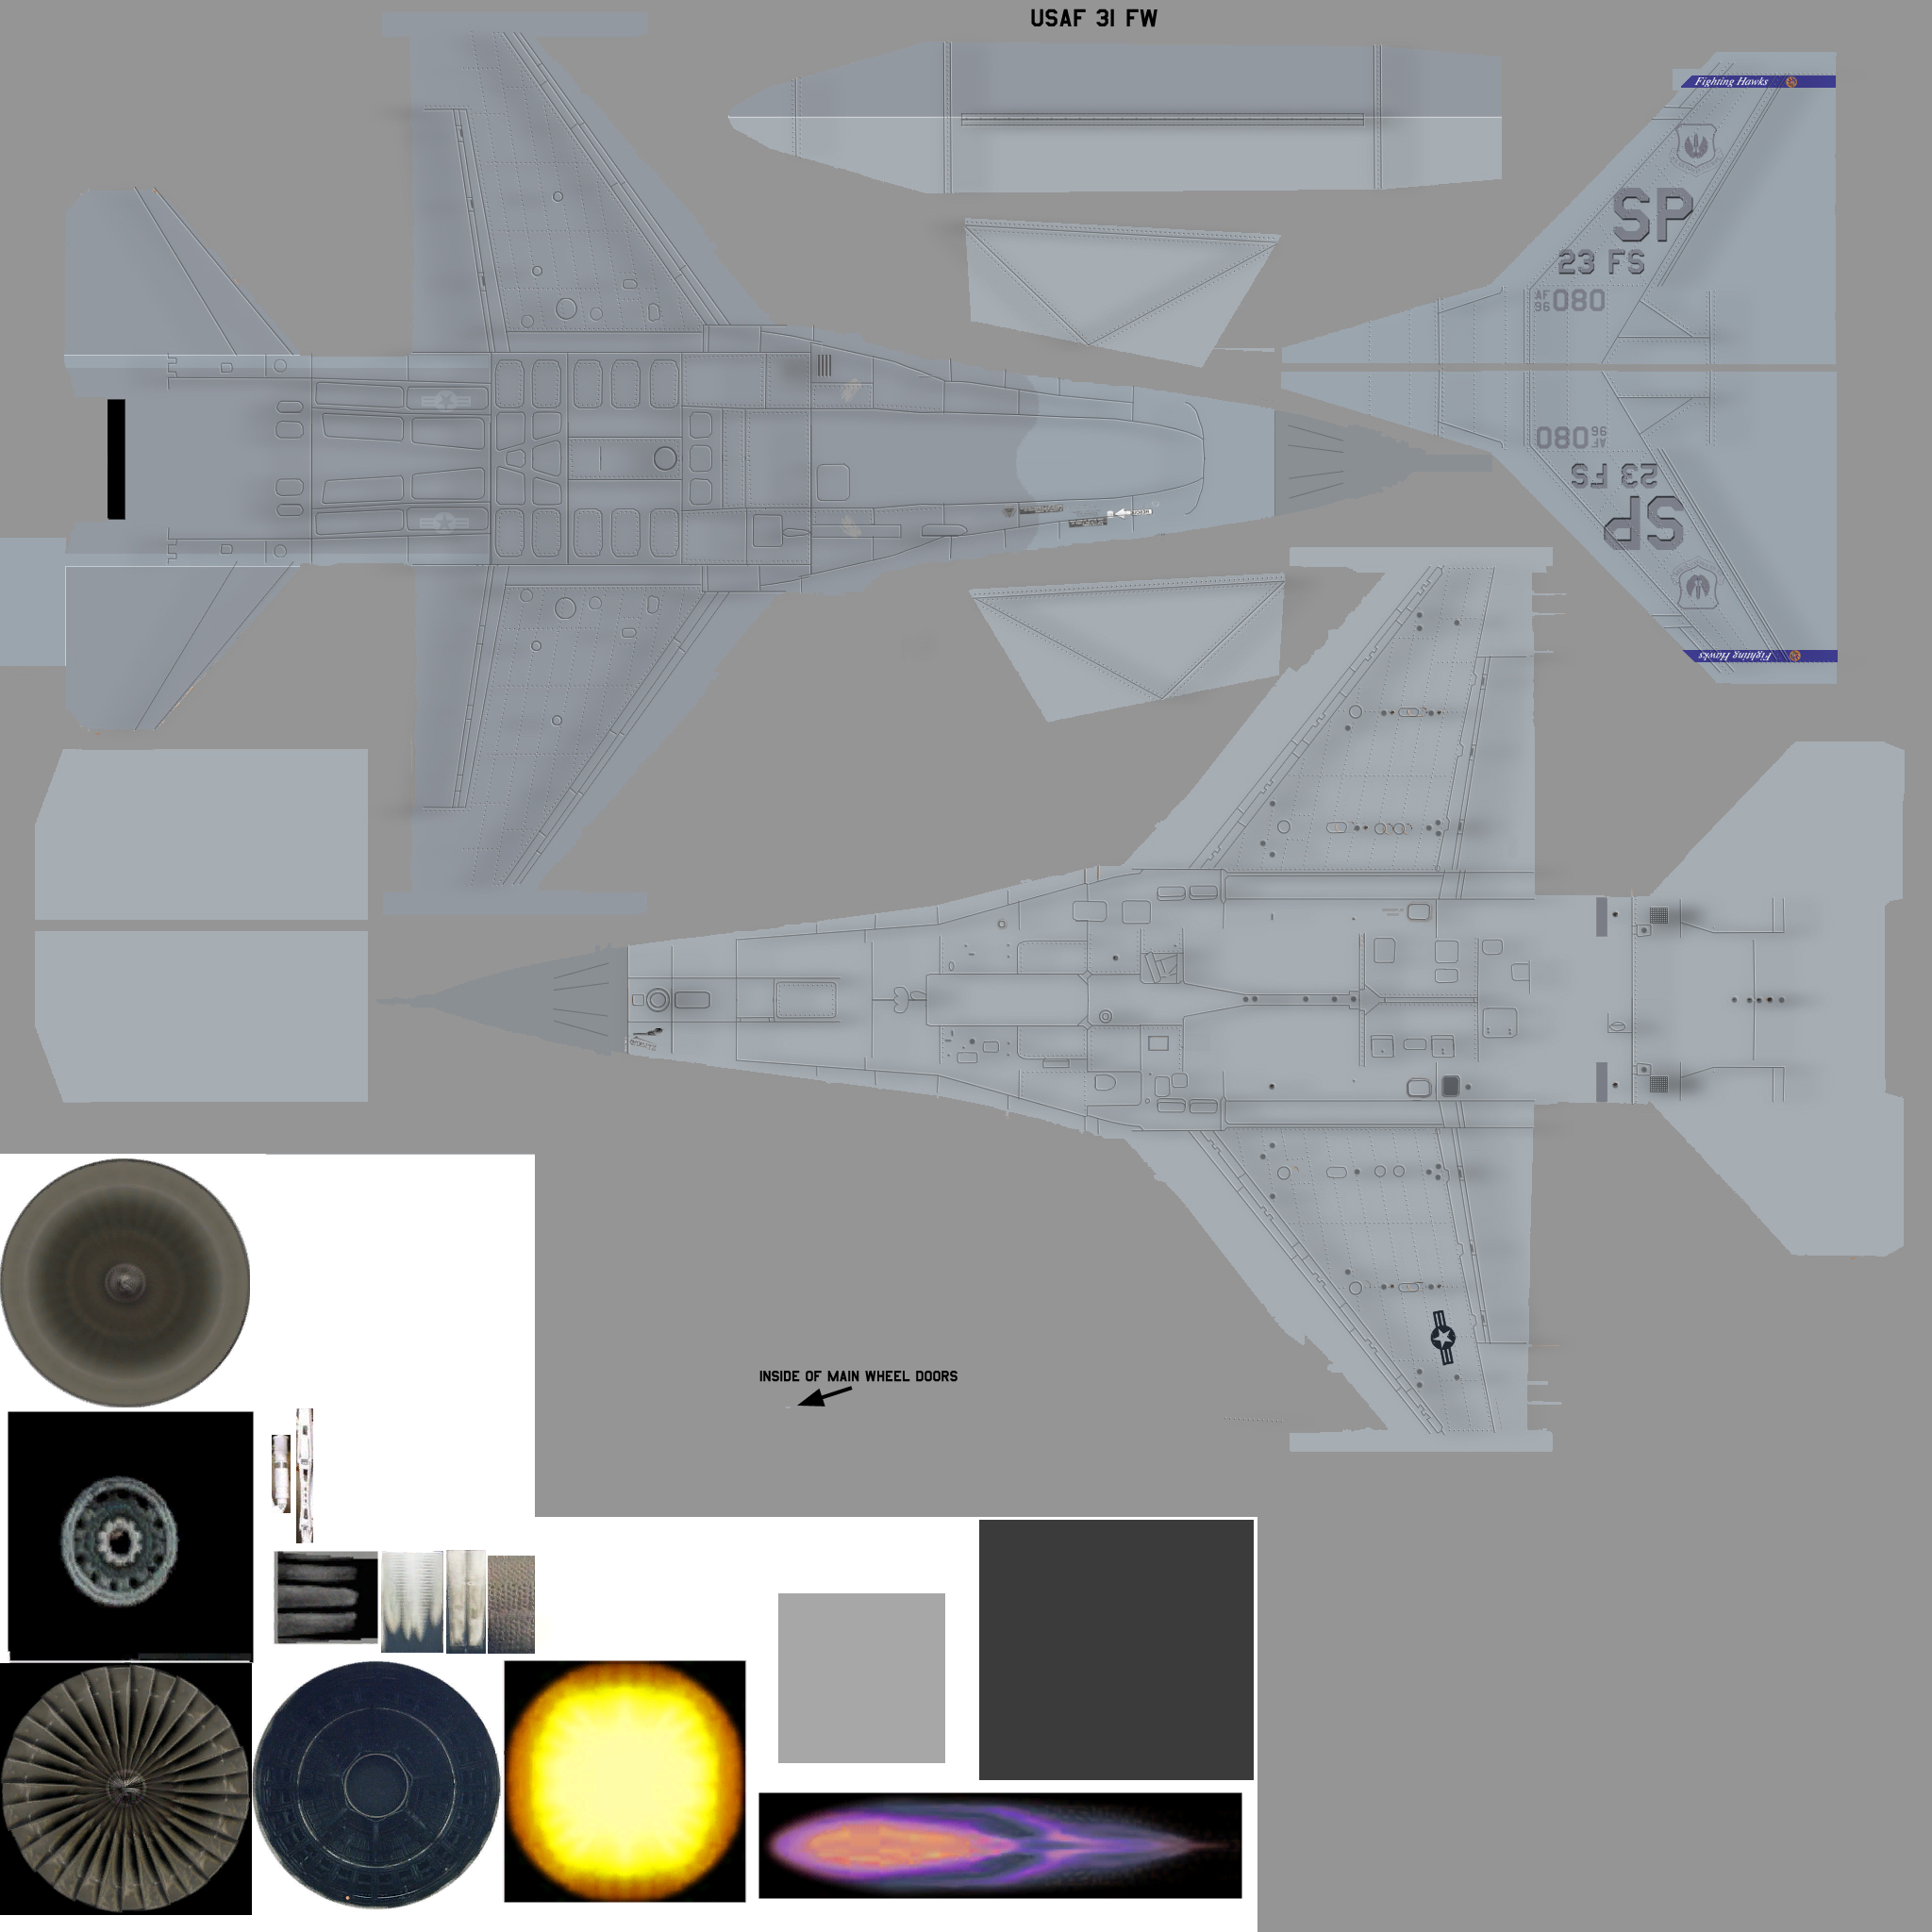 USAF 31 FW
Fighting Hawks
SP
23 FS
AF
96 080
080 96
AF
23 FS
SP
Fighting Hawks
INSIDE OF MAIN WHEEL DOORS